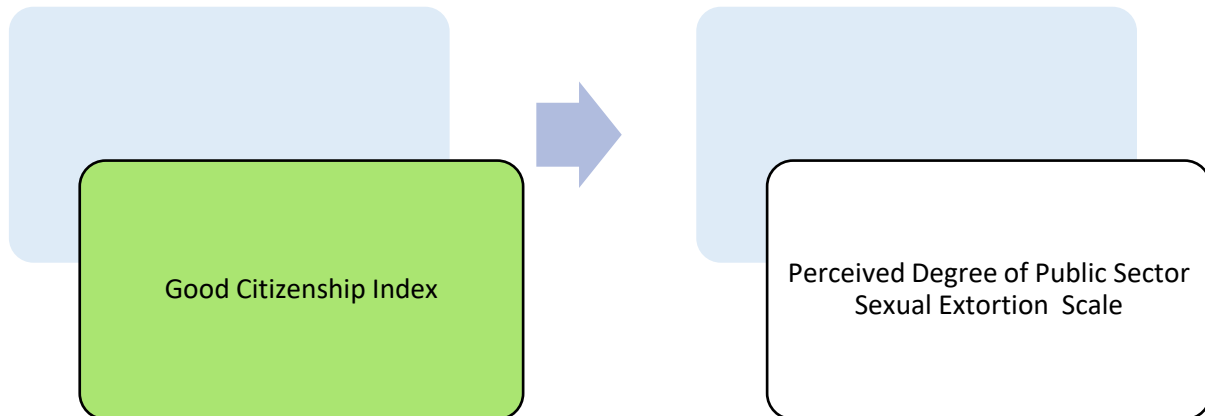 Good Citizenship Index
Perceived Degree of Public Sector
Sexual Extortion  Scale